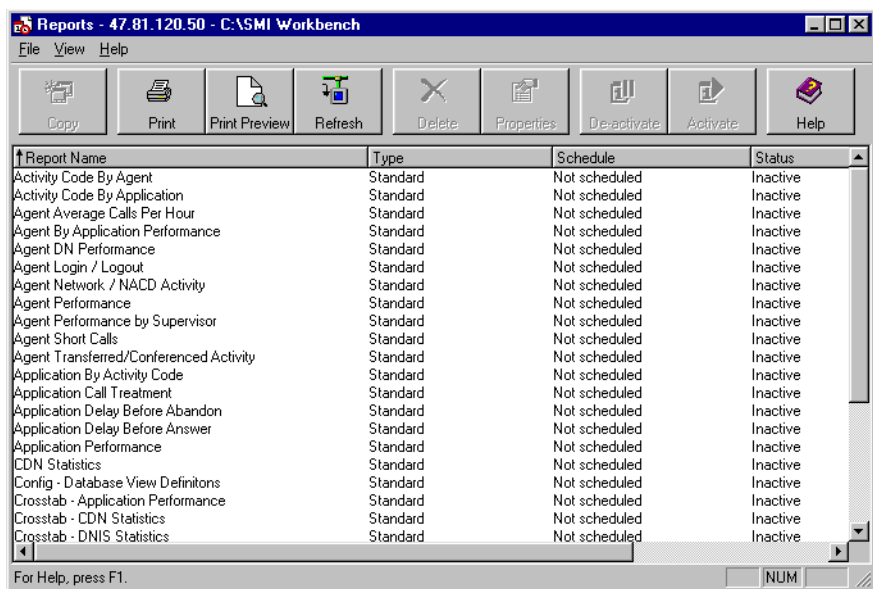 Reports - 47.81.120.50 - C:\SMI Workbench
File View Help
Copy Print Print Preview Refresh Delete Properties De-activate Activate Help
Report Name Type Schedule Status
Activity Code By Agent Standard Not scheduled Inactive
Activity Code By Application Standard Not scheduled Inactive
Agent Average Calls Per Hour Standard Not scheduled Inactive
Agent By Application Performance Standard Not scheduled Inactive
Agent DN Performance Standard Not scheduled Inactive
Agent Login / Logout Standard Not scheduled Inactive
Agent Network / NACD Activity Standard Not scheduled Inactive
Agent Performance Standard Not scheduled Inactive
Agent Performance by Supervisor Standard Not scheduled Inactive
Agent Short Calls Standard Not scheduled Inactive
Agent Transferred/Conferenced Activity Standard Not scheduled Inactive
Application By Activity Code Standard Not scheduled Inactive
Application Call Treatment Standard Not scheduled Inactive
Application Delay Before Abandon Standard Not scheduled Inactive
Application Delay Before Answer Standard Not scheduled Inactive
Application Performance Standard Not scheduled Inactive
CDN Statistics Standard Not scheduled Inactive
Config - Database View Definitons Standard Not scheduled Inactive
Crosstab - Application Performance Standard Not scheduled Inactive
Crosstab - CDN Statistics Standard Not scheduled Inactive
Crosstab - DNIS Statistics Standard Not scheduled Inactive
For Help, press F1. NUM